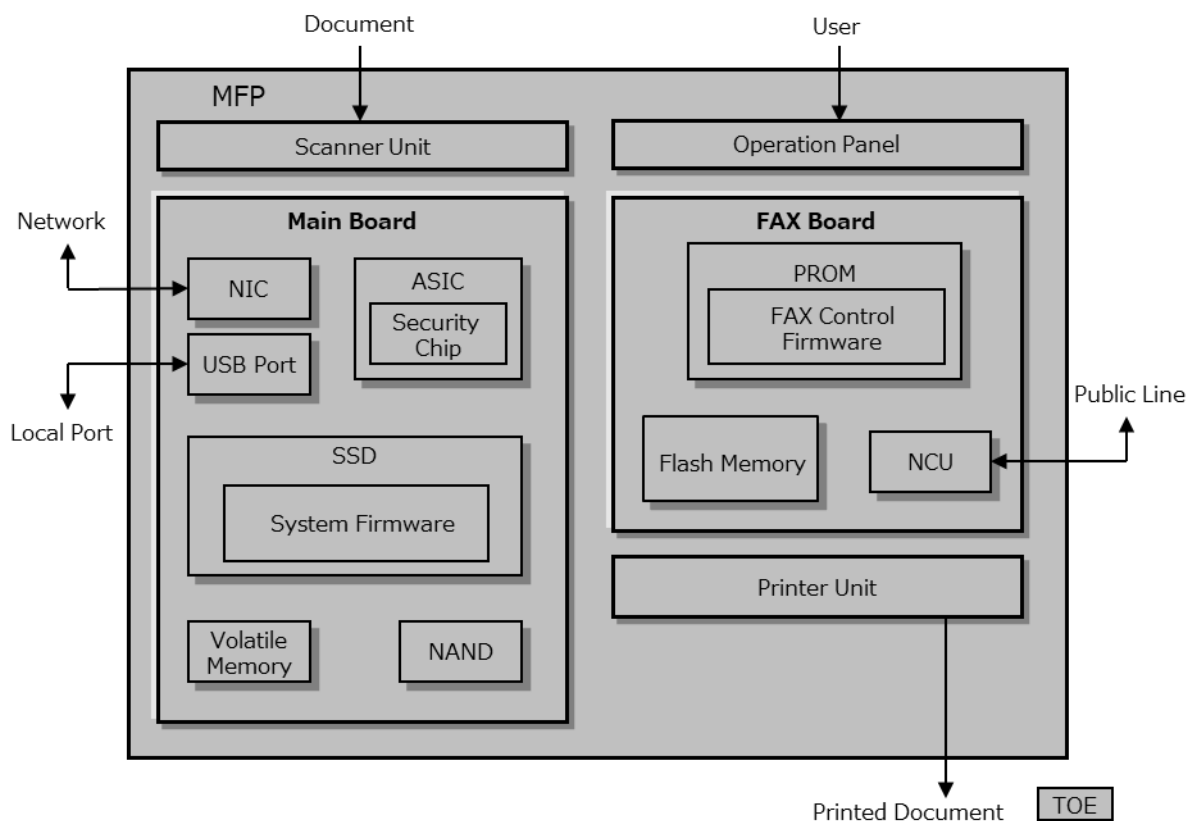 Document
User
MFP
Scanner Unit
Operation Panel
Main Board
Network
NIC
ASIC
Security
Chip
USB Port
Local Port
SSD
System Firmware
Volatile
Memory
NAND
FAX Board
PROM
FAX Control
Firmware
Public Line
Flash Memory
NCU
Printer Unit
Printed Document
TOE